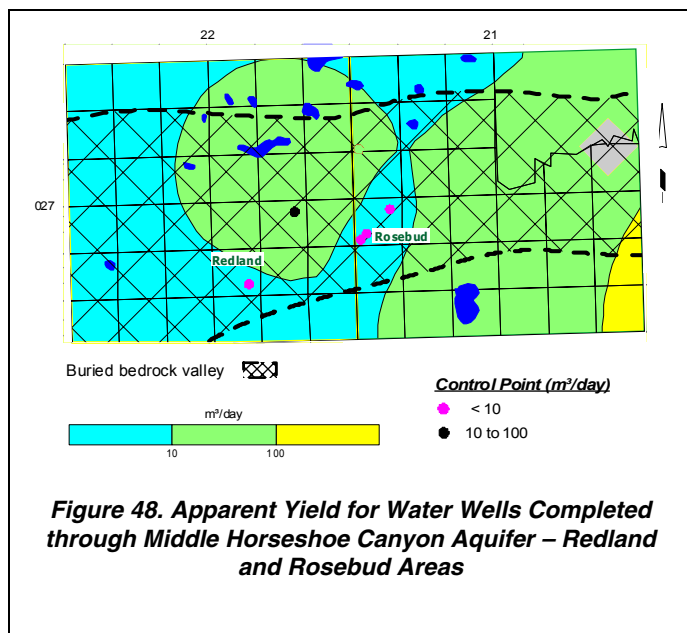 22 21
027
Rosebud
Redland
Buried bedrock valley
Control Point (m³/day)
< 10
10 to 100
m³/day
10 100
Figure 48. Apparent Yield for Water Wells Completed
through Middle Horseshoe Canyon Aquifer – Redland
and Rosebud Areas